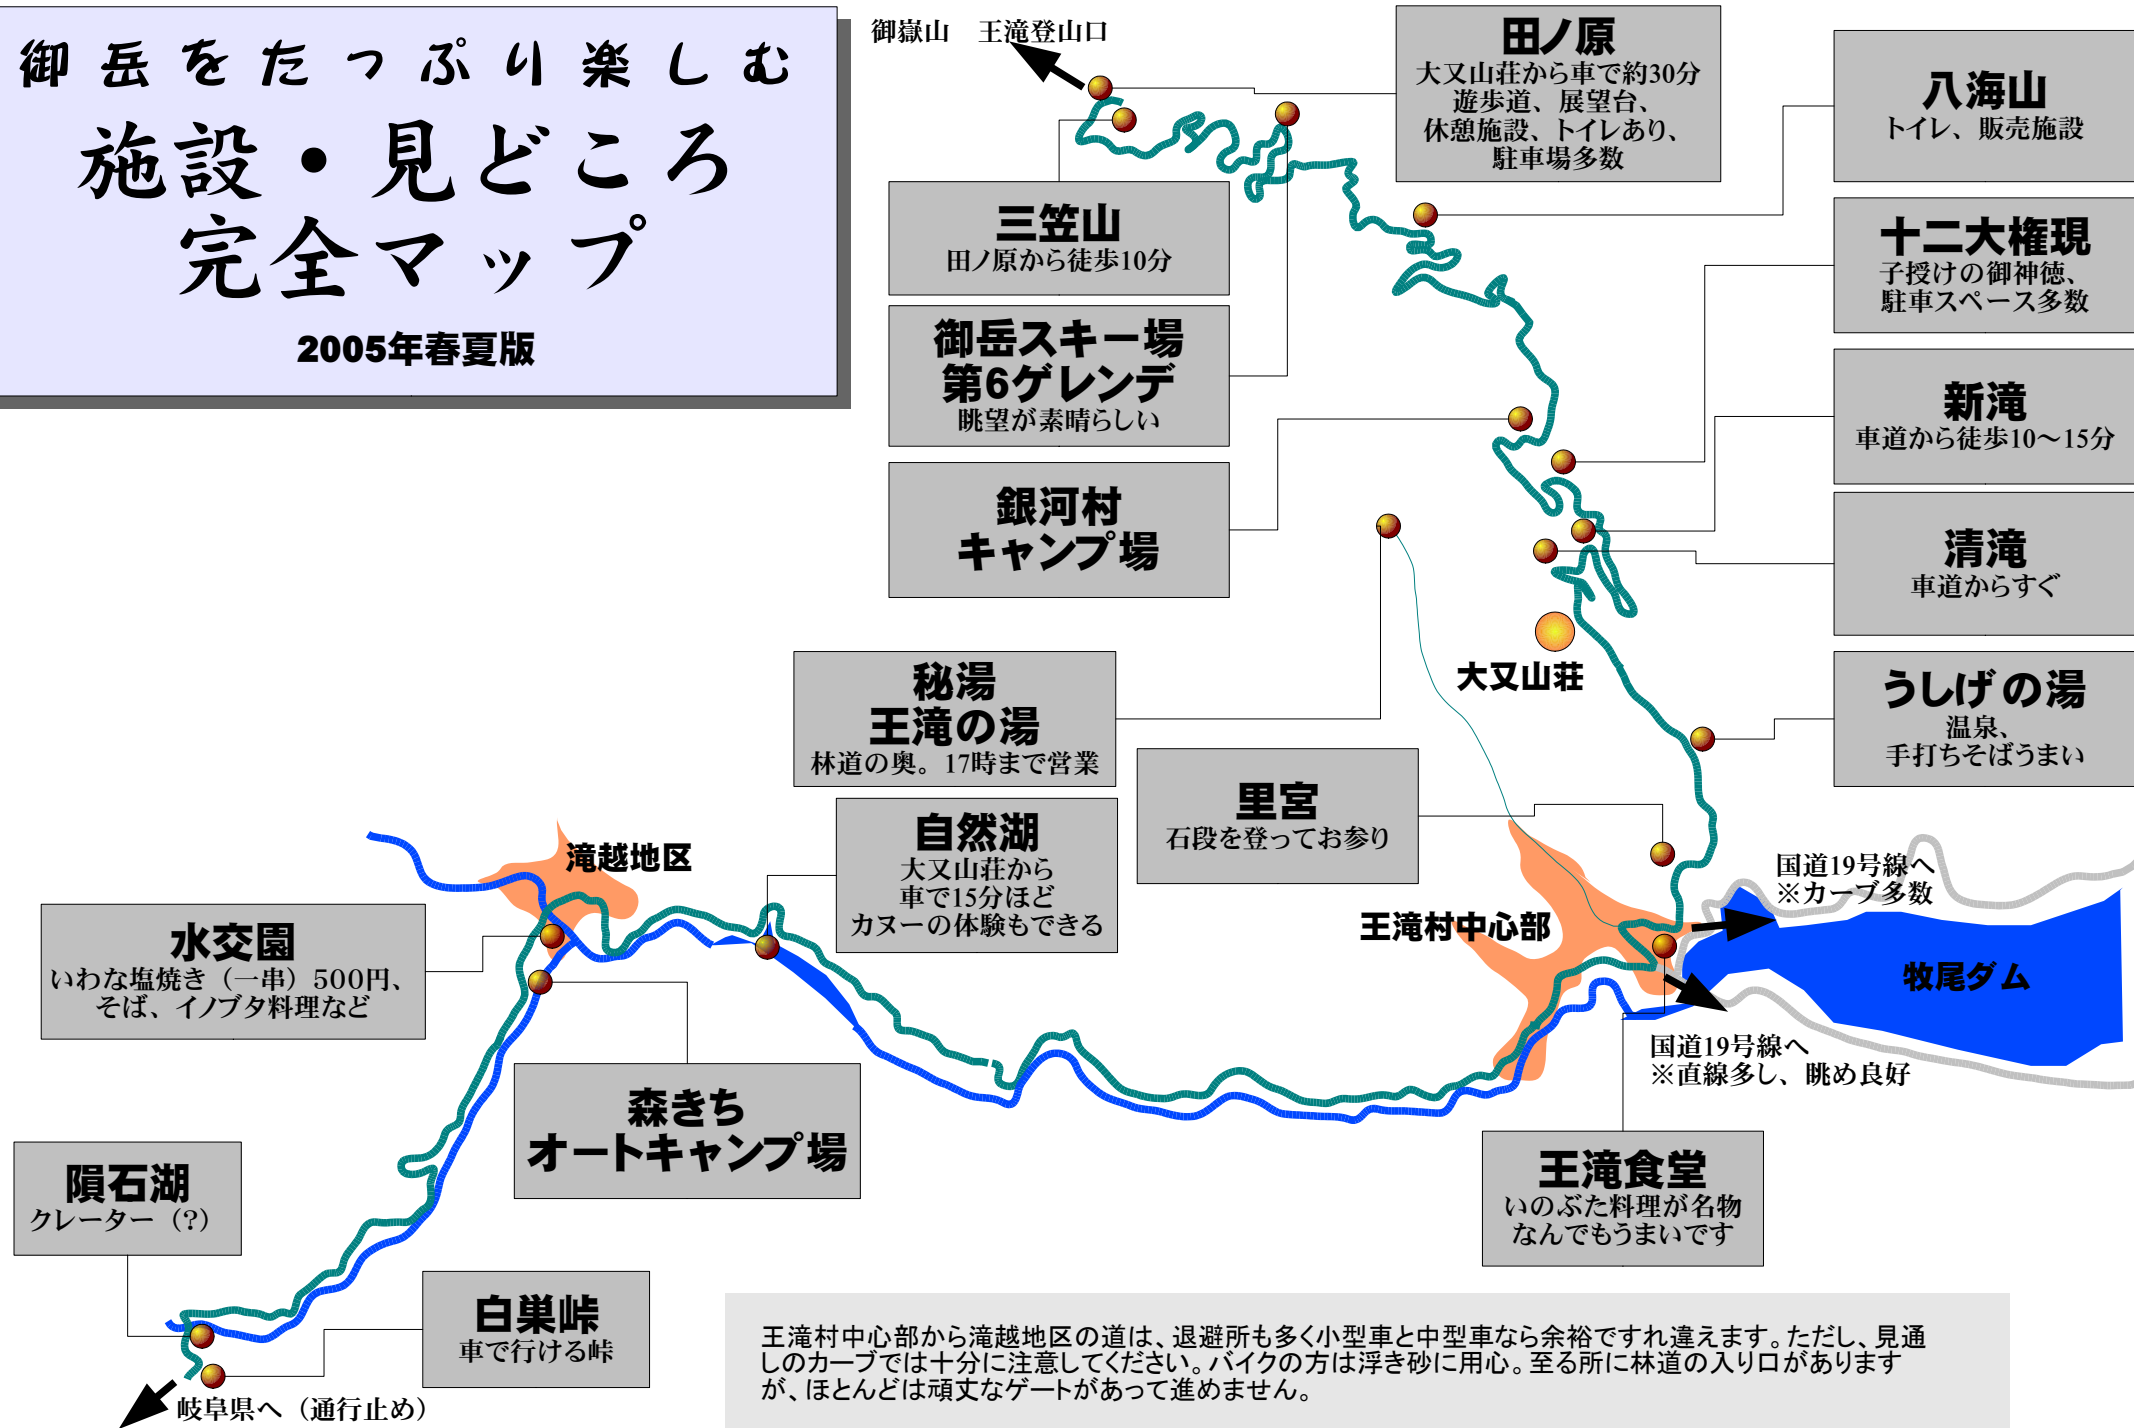 御岳をたっぷり楽しむ
施設・見どころ
完全マップ
2005年春夏版
御嶽山　王滝登山口
田ノ原
大又山荘から車で約30分
遊歩道、展望台、
休憩施設、トイレあり、
駐車場多数
八海山
トイレ、販売施設
三笠山
田ノ原から徒歩10分
十二大権現
子授けの御神徳、
駐車スペース多数
御岳スキー場
第6ゲレンデ
眺望が素晴らしい
新滝
車道から徒歩10～15分
銀河村
キャンプ場
清滝
車道からすぐ
大又山荘
秘湯
王滝の湯
林道の奥。17時まで営業
うしげの湯
温泉、
手打ちそばうまい
里宮
石段を登ってお参り
自然湖
大又山荘から
車で15分ほど
カヌーの体験もできる
滝越地区
国道19号線へ
※カーブ多数
王滝村中心部
水交園
いわな塩焼き（一串）500円、
そば、イノブタ料理など
牧尾ダム
国道19号線へ
※直線多し、眺め良好
森きち
オートキャンプ場
王滝食堂
いのぶた料理が名物
なんでもうまいです
隕石湖
クレーター（?）
白巣峠
車で行ける峠
岐阜県へ（通行止め）
王滝村中心部から滝越地区の道は、退避所も多く小型車と中型車なら余裕ですれ違えます。ただし、見通
しのカーブでは十分に注意してください。バイクの方は浮き砂に用心。至る所に林道の入り口があります
が、ほとんどは頑丈なゲートがあって進めません。